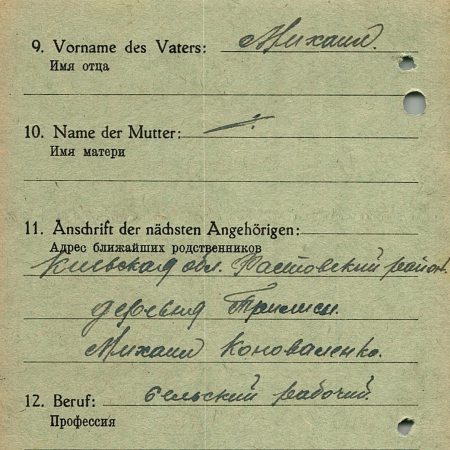 9. Vorname des Vaters: Михаил.
Имя отца
10. Name der Mutter:
Имя матери
11. Anschrift der nächsten Angehörigen:
Адрес ближайших родственников
Киевская обл. Фастовский район.
деревня Трилисы.
Михаил Коноваленко.
12. Beruf: сельский рабочий.
Профессия